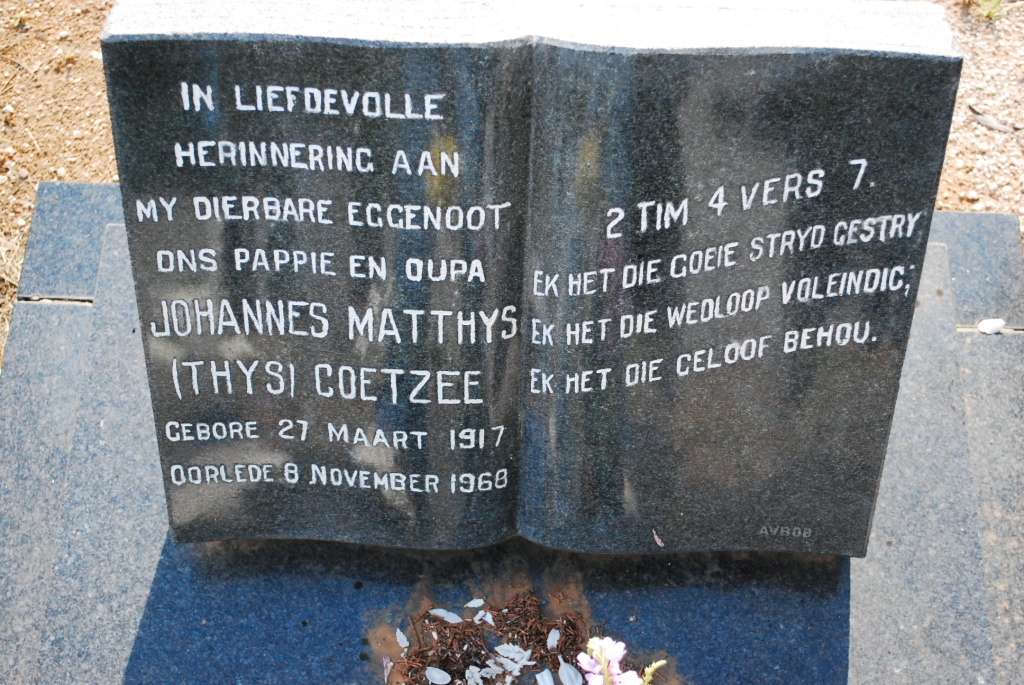 IN LIEFDEVOLLE
HERINNERING AAN
MY DIERBARE EGGENOOT
ONS PAPPIE EN OUPA
JOHANNES MATTHYS
(THYS) COETZEE
GEBORE 27 MAART 1917
OORLEDE 8 NOVEMBER 1968
2 TIM 4 VERS 7.
EK HET DIE GOEIE STRYD GESTRY
EK HET DIE WEDLOOP VOLEINDIG;
EK HET DIE GELOOF BEHOU.
AVBOB